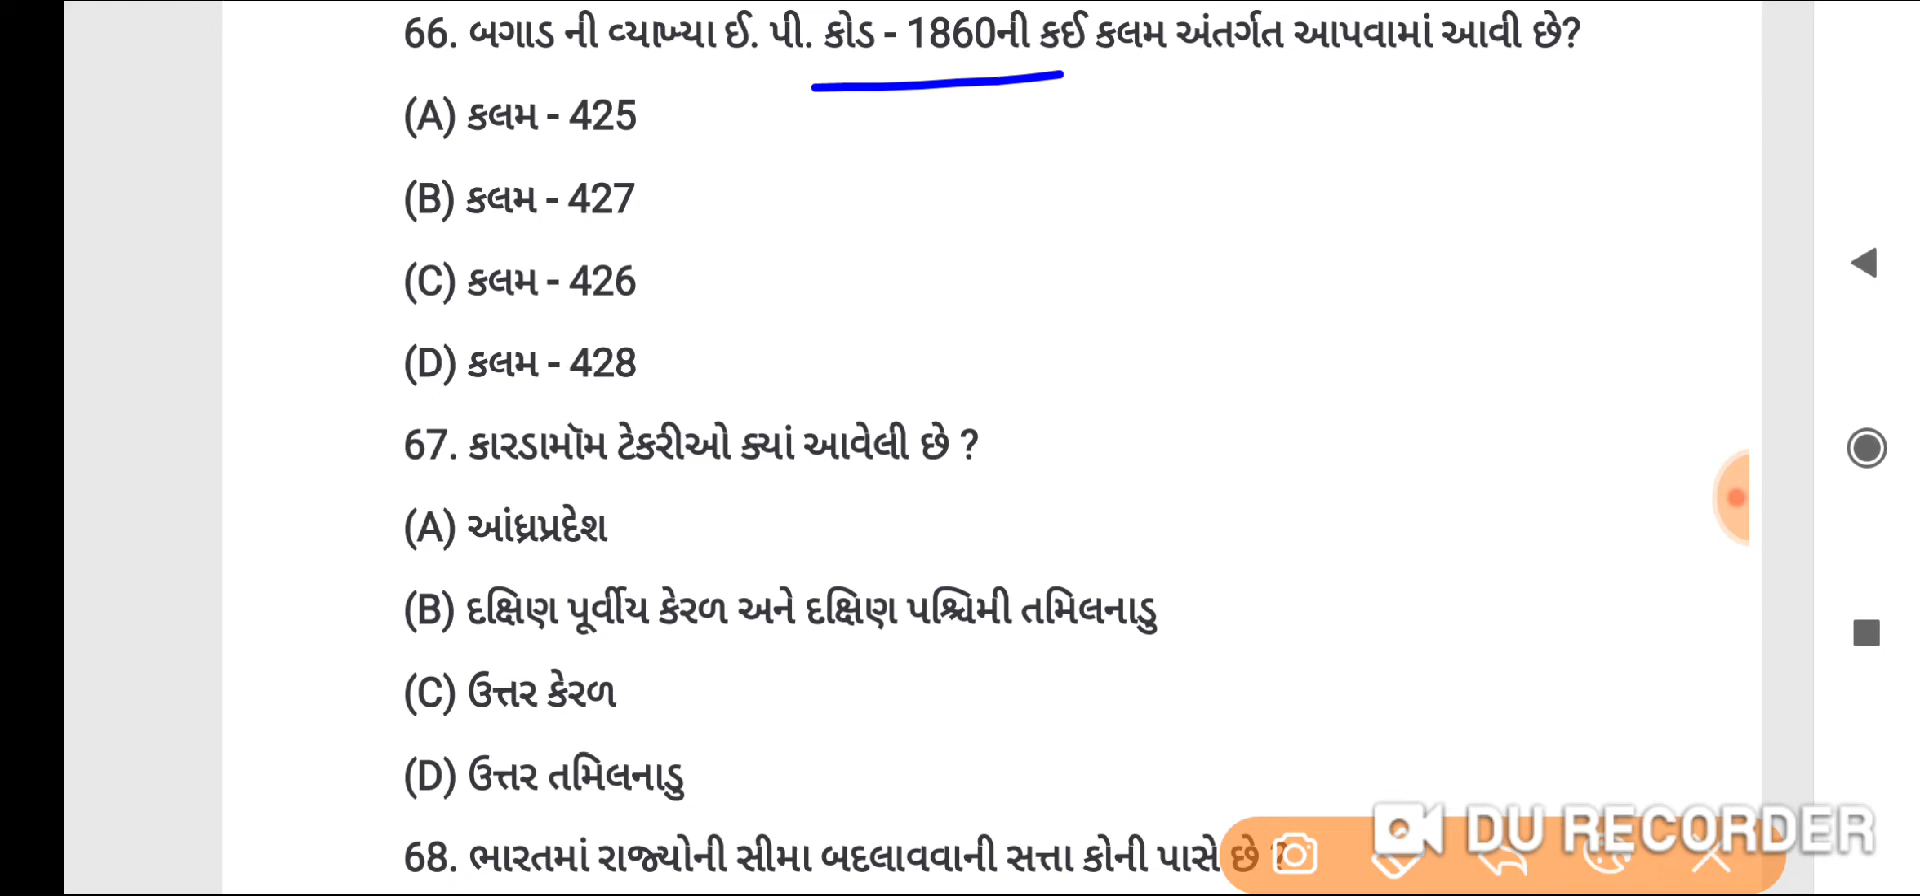 66. બગાડ ની વ્યાખ્યા ઈ. પી. કોડ - 1860ની કઈ કલમ અંતર્ગત આપવામાં આવી છે?
(A) કલમ - 425
(B) કલમ - 427
(C) કલમ - 426
(D) કલમ - 428
67. કારડામૉમ ટેકરીઓ ક્યાં આવેલી છે ?
(A) આંધ્રપ્રદેશ
(B) દક્ષિણ પૂર્વીય કેરળ અને દક્ષિણ પશ્ચિમી તમિલનાડુ
(C) ઉત્તર કેરળ
(D) ઉત્તર તમિલનાડુ
68. ભારતમાં રાજ્યોની સીમા બદલાવવાની સત્તા કોની પાસે છે ?
DU RECORDER